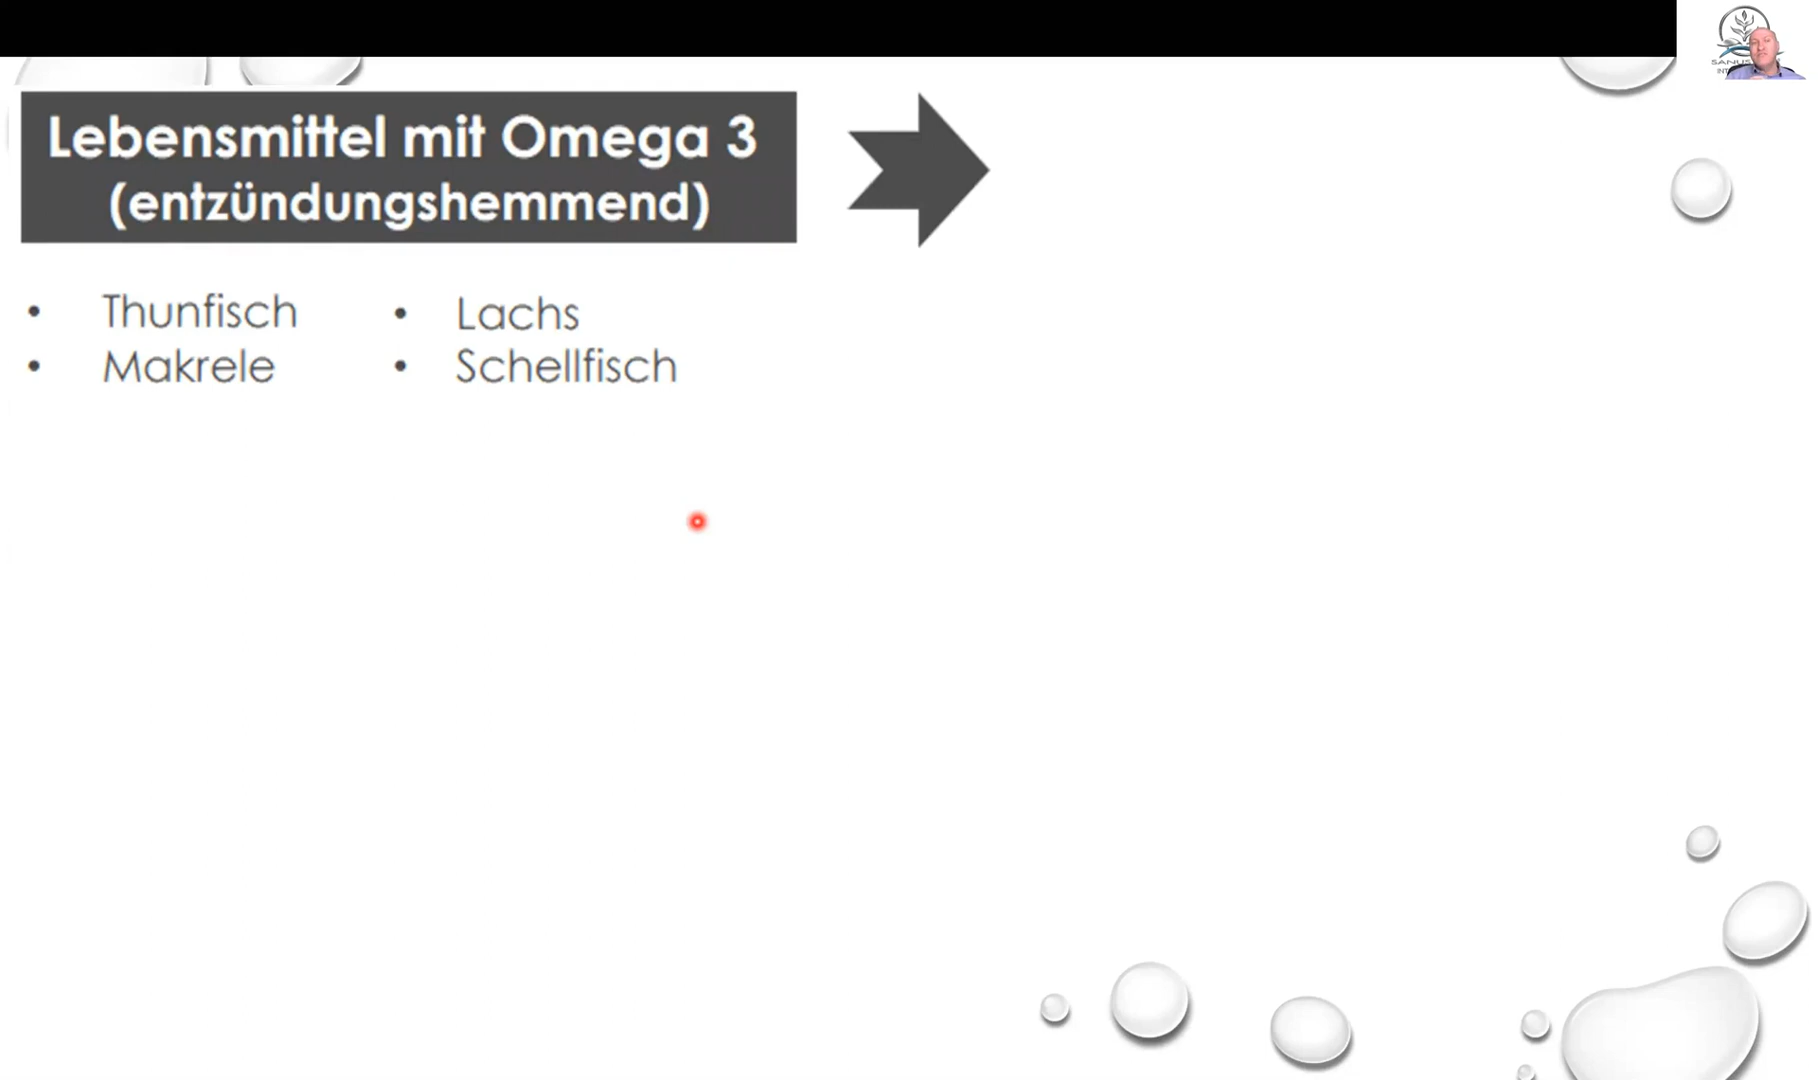 Lebensmittel mit Omega 3
(entzündungshemmend)
• Thunfisch
• Lachs
• Makrele
• Schellfisch